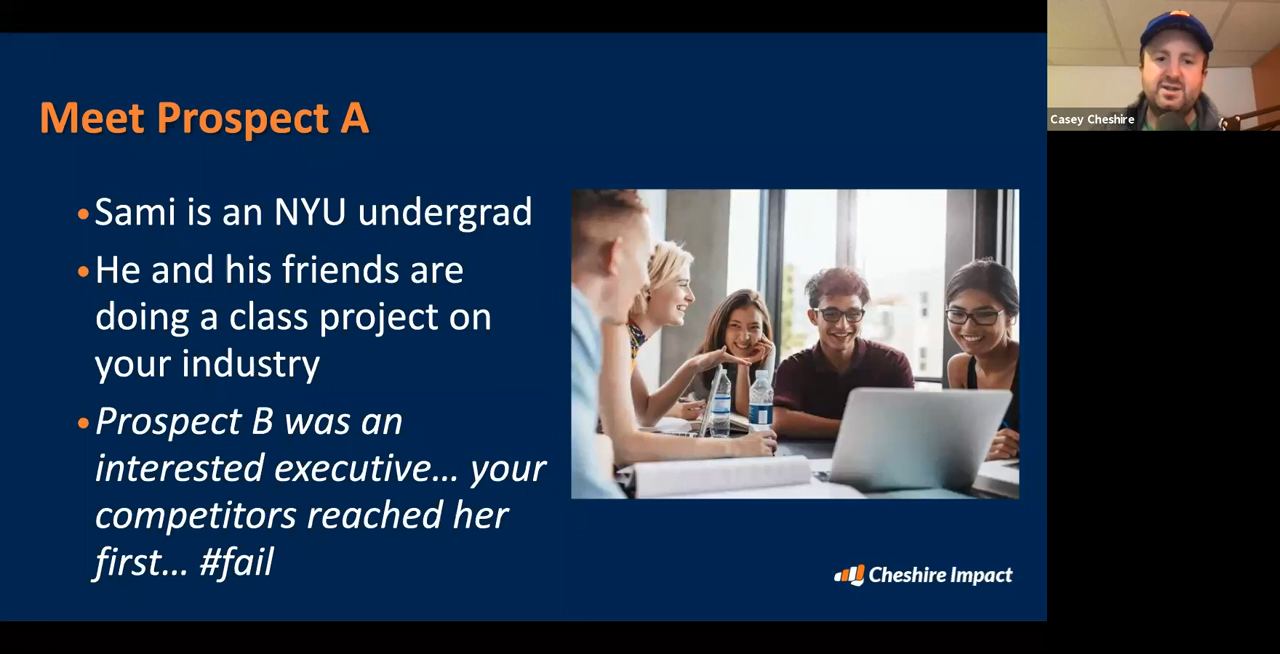 Meet Prospect A
•Sami is an NYU undergrad
•He and his friends are
doing a class project on
your industry
•Prospect B was an
interested executive... your
competitors reached her
first... #fail
Cheshire Impact
Casey Cheshire